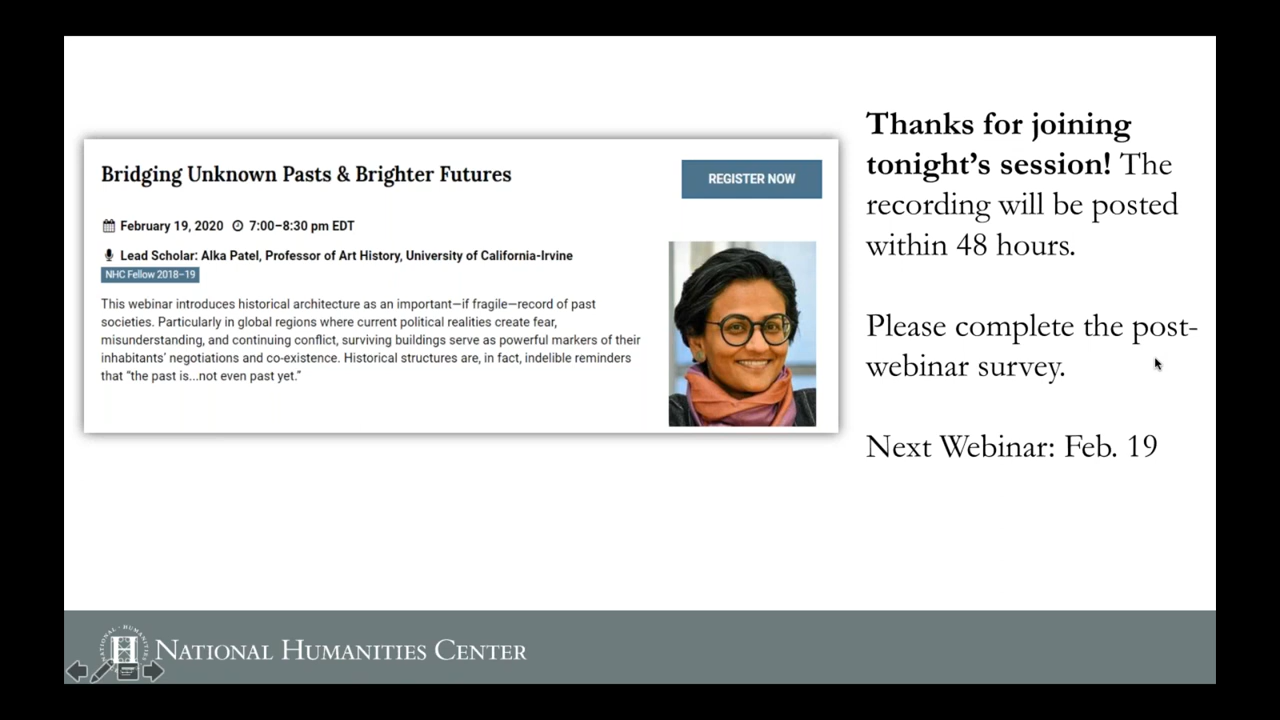 Bridging Unknown Pasts & Brighter Futures
REGISTER NOW
February 19, 2020 7:00–8:30 pm EDT
Lead Scholar: Alka Patel, Professor of Art History, University of California-Irvine
NHC Fellow 2018–19
This webinar introduces historical architecture as an important—if fragile—record of past
societies. Particularly in global regions where current political realities create fear,
misunderstanding, and continuing conflict, surviving buildings serve as powerful markers of their
inhabitants' negotiations and co-existence. Historical structures are, in fact, indelible reminders
that “the past is...not even past yet.”
Thanks for joining
tonight’s session! The
recording will be posted
within 48 hours.
Please complete the post-
webinar survey.
Next Webinar: Feb. 19
NATIONAL HUMANITIES CENTER